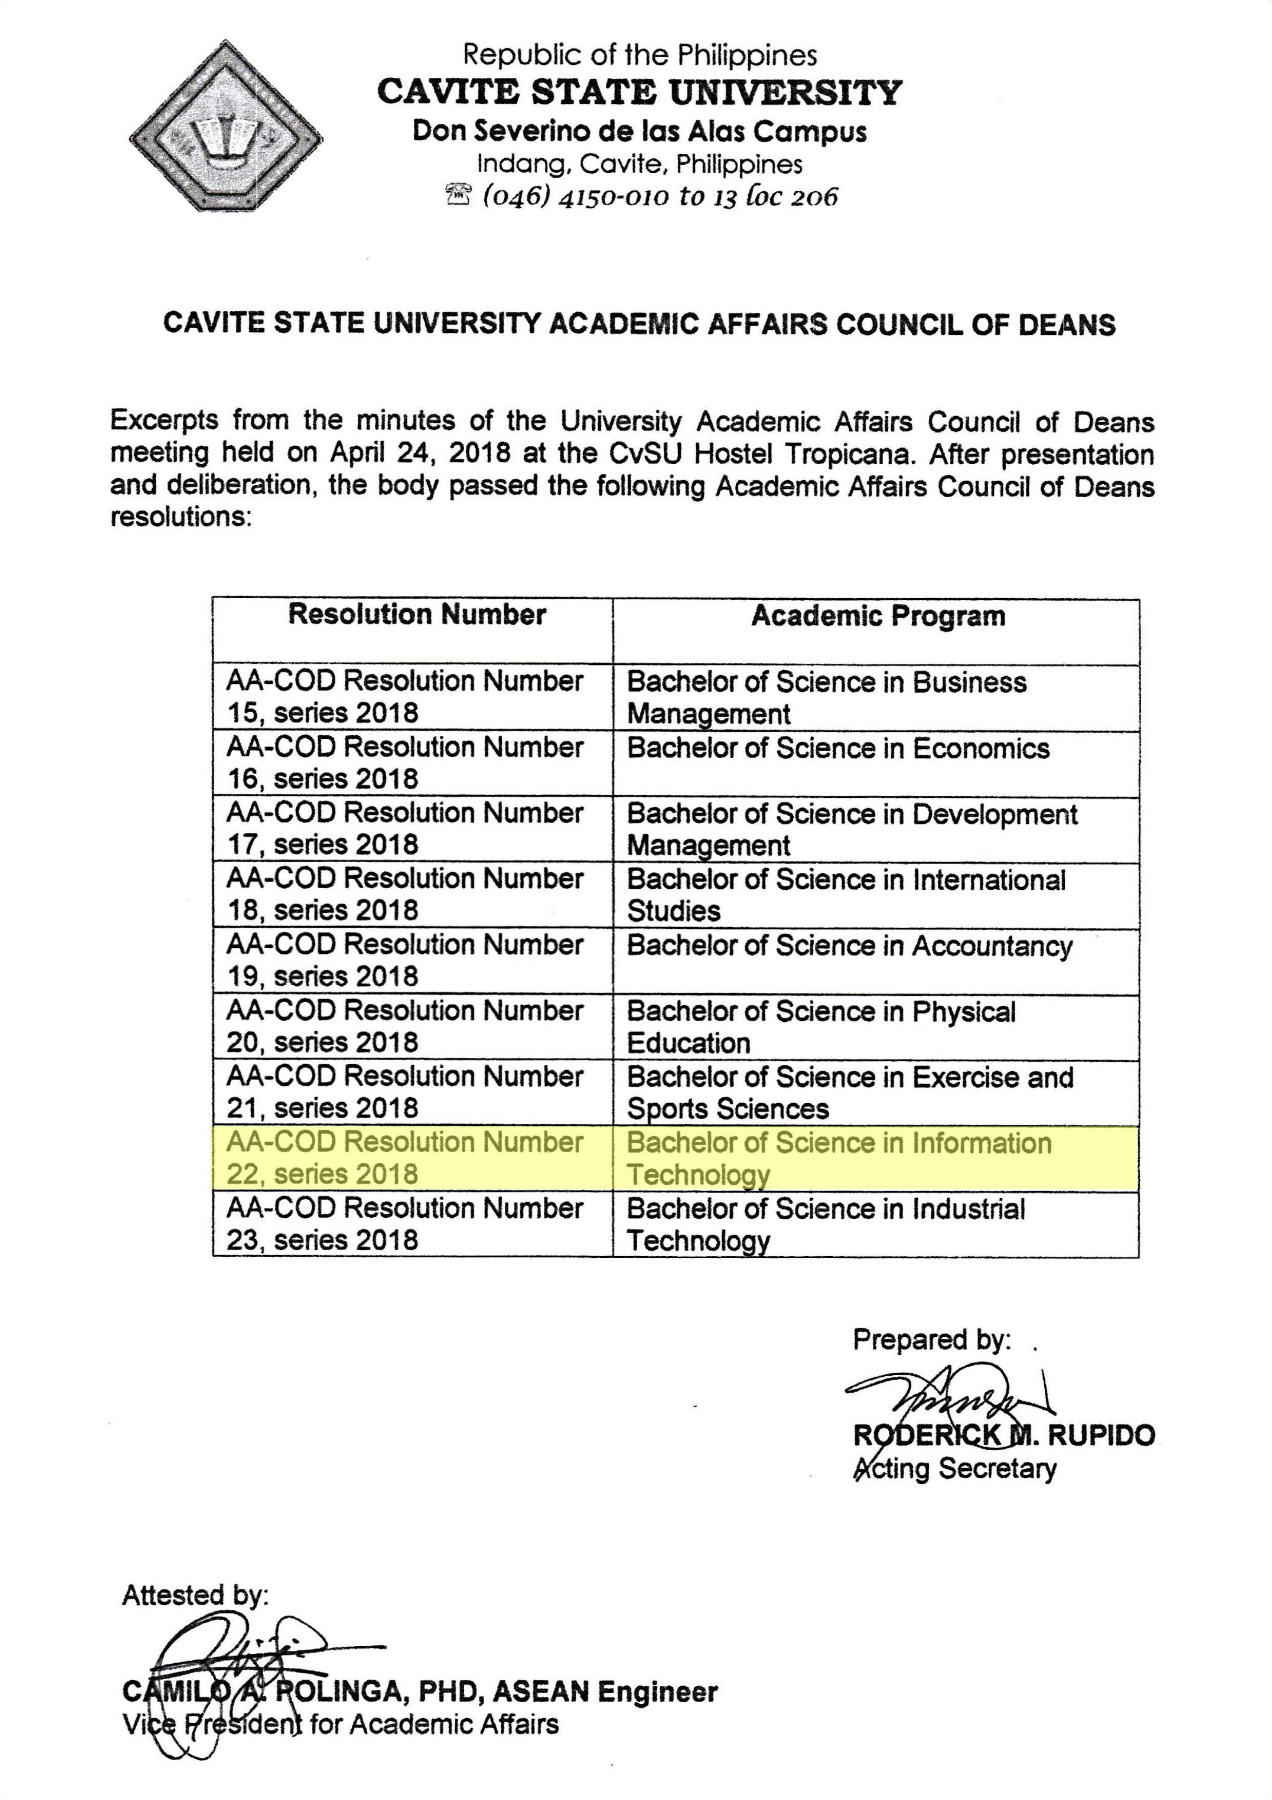 Republic of the Philippines
CAVITE STATE UNIVERSITY
Don Severino de las Alas Campus
Indang, Cavite, Philippines
☎ (046) 4150-010 to 13 loc 206
CAVITE STATE UNIVERSITY ACADEMIC AFFAIRS COUNCIL OF DEANS
Excerpts from the minutes of the University Academic Affairs Council of Deans
meeting held on April 24, 2018 at the CvSU Hostel Tropicana. After presentation
and deliberation, the body passed the following Academic Affairs Council of Deans
resolutions:
Resolution Number Academic Program
AA-COD Resolution Number Bachelor of Science in Business
15, series 2018 Management
AA-COD Resolution Number Bachelor of Science in Economics
16, series 2018
AA-COD Resolution Number Bachelor of Science in Development
17, series 2018 Management
AA-COD Resolution Number Bachelor of Science in International
18, series 2018 Studies
AA-COD Resolution Number Bachelor of Science in Accountancy
19, series 2018
AA-COD Resolution Number Bachelor of Science in Physical
20, series 2018 Education
AA-COD Resolution Number Bachelor of Science in Exercise and
21, series 2018 Sports Sciences
AA-COD Resolution Number Bachelor of Science in Information
22, series 2018 Technology
AA-COD Resolution Number Bachelor of Science in Industrial
23, series 2018 Technology
Prepared by:
RODERICK M. RUPIDO
Acting Secretary
Attested by:
CAMILO A. POLINGA, PHD, ASEAN Engineer
Vice President for Academic Affairs